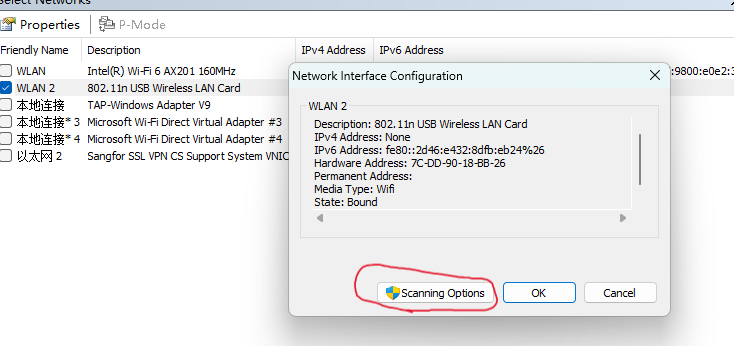 Select Networks
Properties P-Mode
Friendly Name Description IPv4 Address IPv6 Address
WLAN Intel(R) Wi-Fi 6 AX201 160MHz :9800:e0e2:3
WLAN 2 802.11n USB Wireless LAN Card
本地连接 TAP-Windows Adapter V9
本地连接* 3 Microsoft Wi-Fi Direct Virtual Adapter #3
本地连接* 4 Microsoft Wi-Fi Direct Virtual Adapter #4
以太网 2 Sangfor SSL VPN CS Support System VNIC
Network Interface Configuration
WLAN 2
Description: 802.11n USB Wireless LAN Card
IPv4 Address: None
IPv6 Address: fe80::2d46:e432:8dfb:eb24%26
Hardware Address: 7C-DD-90-18-BB-26
Permanent Address:
Media Type: Wifi
State: Bound
Scanning Options OK Cancel